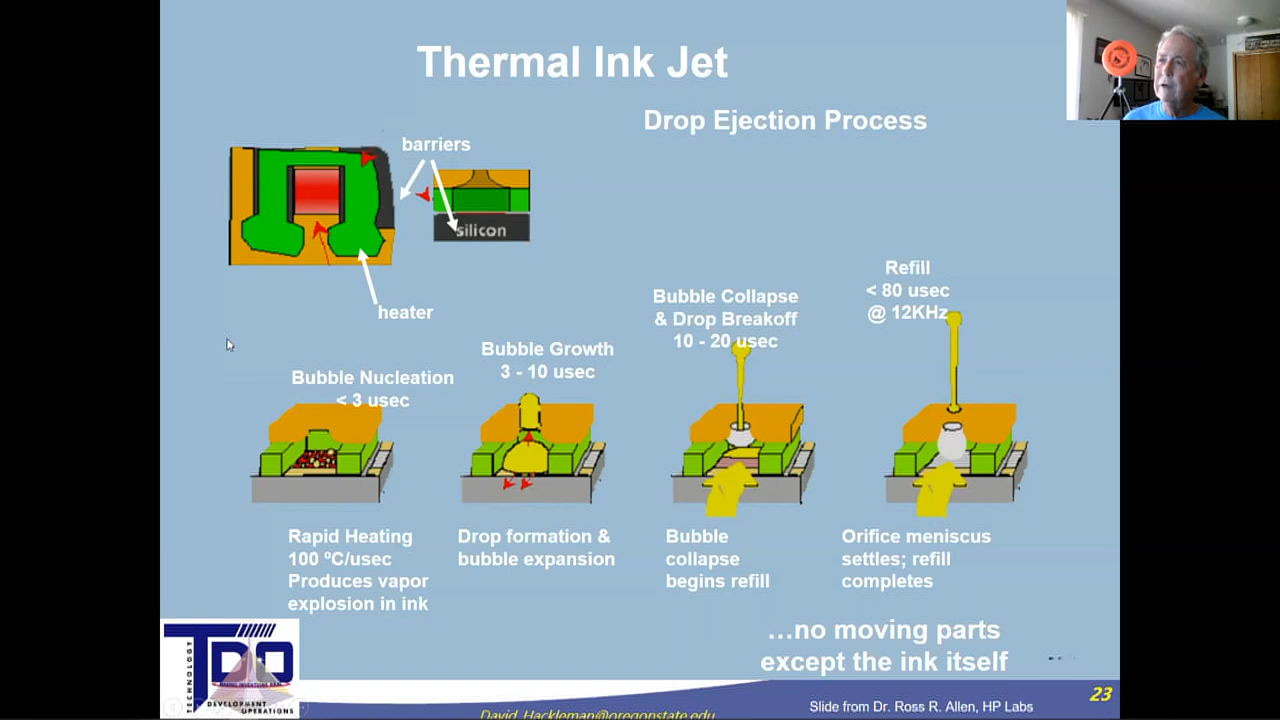 Thermal Ink Jet
Drop Ejection Process
barriers
silicon
heater
Bubble Nucleation
< 3 usec
Bubble Growth
3 - 10 usec
Bubble Collapse
& Drop Breakoff
10 - 20 usec
Refill
< 80 usec
@ 12KHz
Rapid Heating
100 ºC/usec
Produces vapor
explosion in ink
Drop formation &
bubble expansion
Bubble
collapse
begins refill
Orifice meniscus
settles; refill
completes
…no moving parts
except the ink itself
TECHNOLOGY
TDO
DEVELOPMENT
OPERATIONS
David_Hackleman@oregonstate.edu
Slide from Dr. Ross R. Allen, HP Labs
23